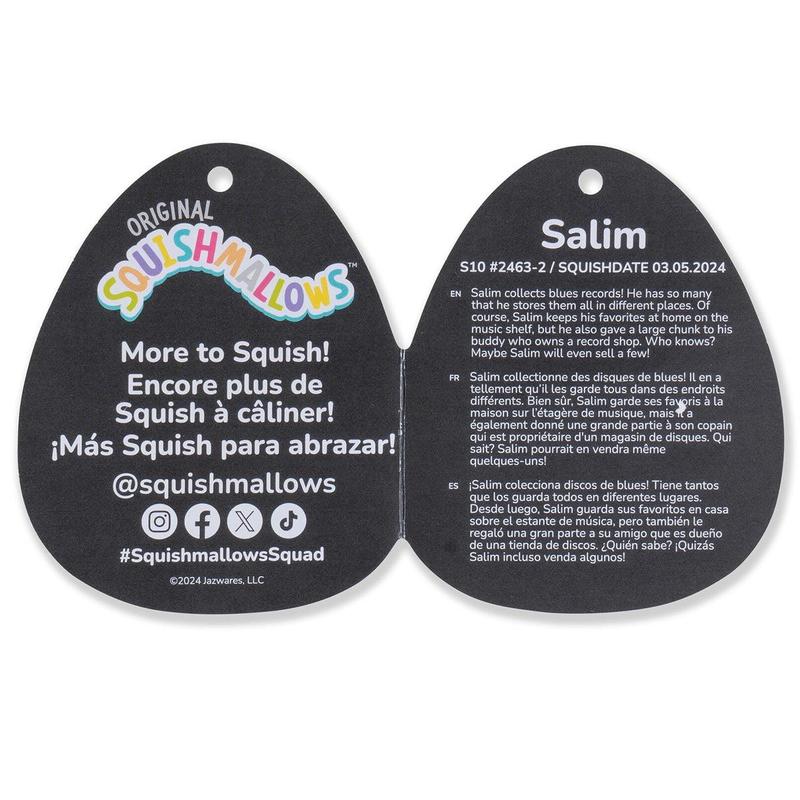 ORIGINAL
SQUISHMALLOWS™
More to Squish!
Encore plus de
Squish à câliner!
¡Más Squish para abrazar!
@squishmallows
#SquishmallowsSquad
©2024 Jazwares, LLC
Salim
S10 #2463-2 / SQUISHDATE 03.05.2024
EN Salim collects blues records! He has so many
that he stores them all in different places. Of
course, Salim keeps his favorites at home on the
music shelf, but he also gave a large chunk to his
buddy who owns a record shop. Who knows?
Maybe Salim will even sell a few!
FR Salim collectionne des disques de blues! Il en a
tellement qu'il les garde tous dans des endroits
différents. Bien sûr, Salim garde ses favoris à la
maison sur l'étagère de musique, mais il a
également donné une grande partie à son copain
qui est propriétaire d'un magasin de disques. Qui
sait? Salim pourrait en vendra même
quelques-uns!
ES ¡Salim colecciona discos de blues! Tiene tantos
que los guarda todos en diferentes lugares.
Desde luego, Salim guarda sus favoritos en casa
sobre el estante de música, pero también le
regaló una gran parte a su amigo que es dueño
de una tienda de discos. ¿Quién sabe? ¡Quizás
Salim incluso venda algunos!